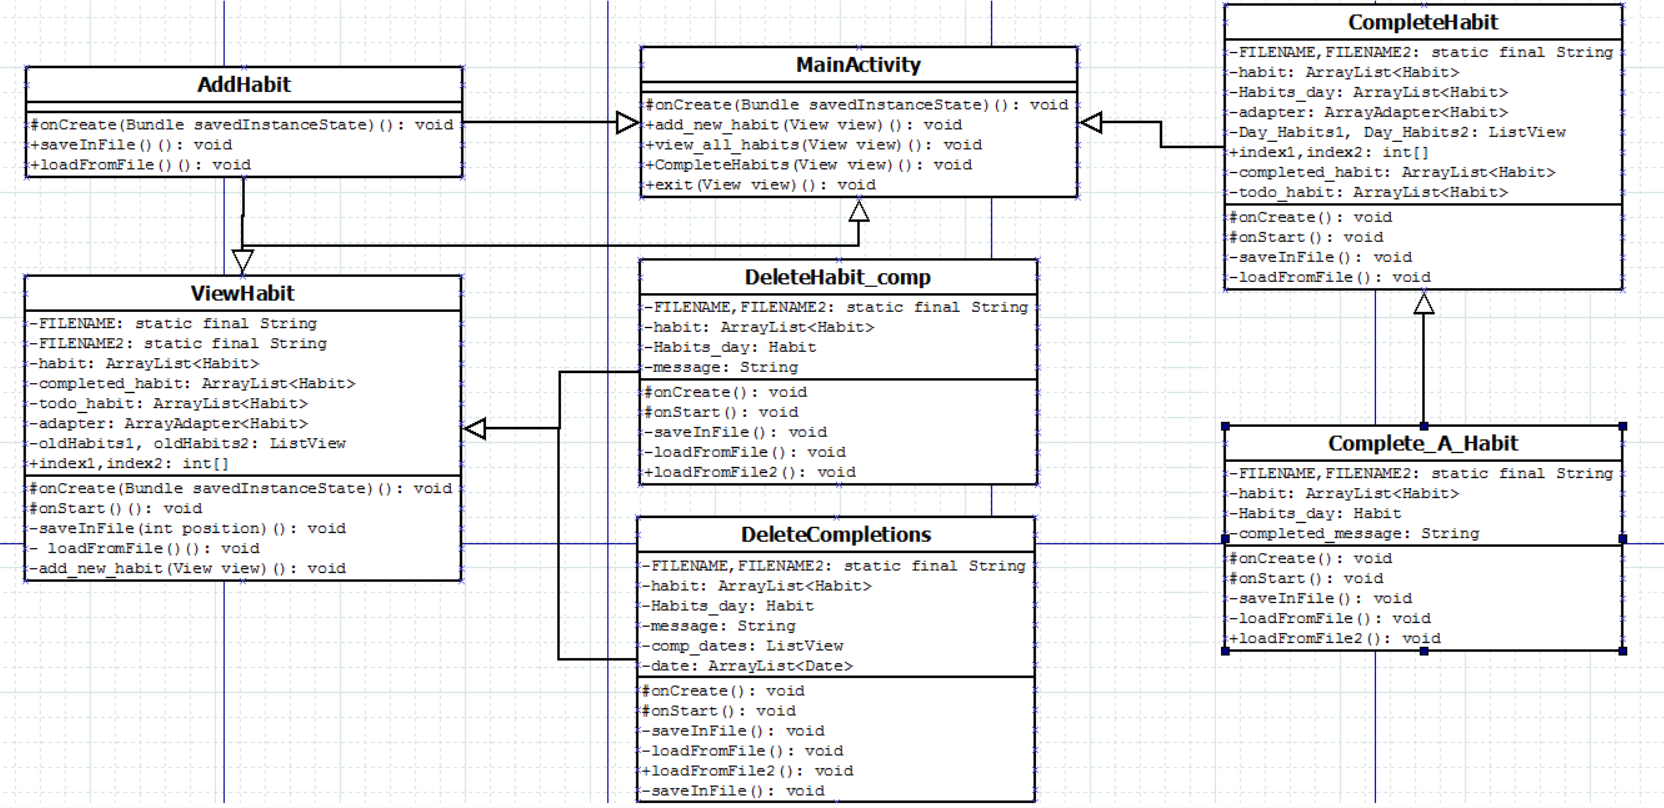 AddHabit
#onCreate(Bundle savedInstanceState)(): void
+saveInFile()(): void
+loadFromFile()(): void
MainActivity
#onCreate(Bundle savedInstanceState)(): void
+add_new_habit(View view)(): void
+view_all_habits(View view)(): void
+CompleteHabits(View view)(): void
+exit(View view)(): void
CompleteHabit
-FILENAME,FILENAME2: static final String
-habit: ArrayList<Habit>
-Habits_day: ArrayList<Habit>
-adapter: ArrayAdapter<Habit>
-Day_Habits1, Day_Habits2: ListView
+index1,index2: int[]
-completed_habit: ArrayList<Habit>
-todo_habit: ArrayList<Habit>
#onCreate(): void
#onStart(): void
-saveInFile(): void
-loadFromFile(): void
ViewHabit
-FILENAME: static final String
-FILENAME2: static final String
-habit: ArrayList<Habit>
-completed_habit: ArrayList<Habit>
-todo_habit: ArrayList<Habit>
-adapter: ArrayAdapter<Habit>
-oldHabits1, oldHabits2: ListView
+index1,index2: int[]
#onCreate(Bundle savedInstanceState)(): void
#onStart()(): void
-saveInFile(int position)(): void
- loadFromFile()(): void
-add_new_habit(View view)(): void
DeleteHabit_comp
-FILENAME,FILENAME2: static final String
-habit: ArrayList<Habit>
-Habits_day: Habit
-message: String
#onCreate(): void
#onStart(): void
-saveInFile(): void
-loadFromFile(): void
+loadFromFile2(): void
DeleteCompletions
-FILENAME,FILENAME2: static final String
-habit: ArrayList<Habit>
-Habits_day: Habit
-message: String
-comp_dates: ListView
-date: ArrayList<Date>
#onCreate(): void
#onStart(): void
-saveInFile(): void
-loadFromFile(): void
+loadFromFile2(): void
-saveInFile(): void
Complete_A_Habit
-FILENAME,FILENAME2: static final String
-habit: ArrayList<Habit>
-Habits_day: Habit
-completed_message: String
#onCreate(): void
#onStart(): void
-saveInFile(): void
-loadFromFile(): void
+loadFromFile2(): void